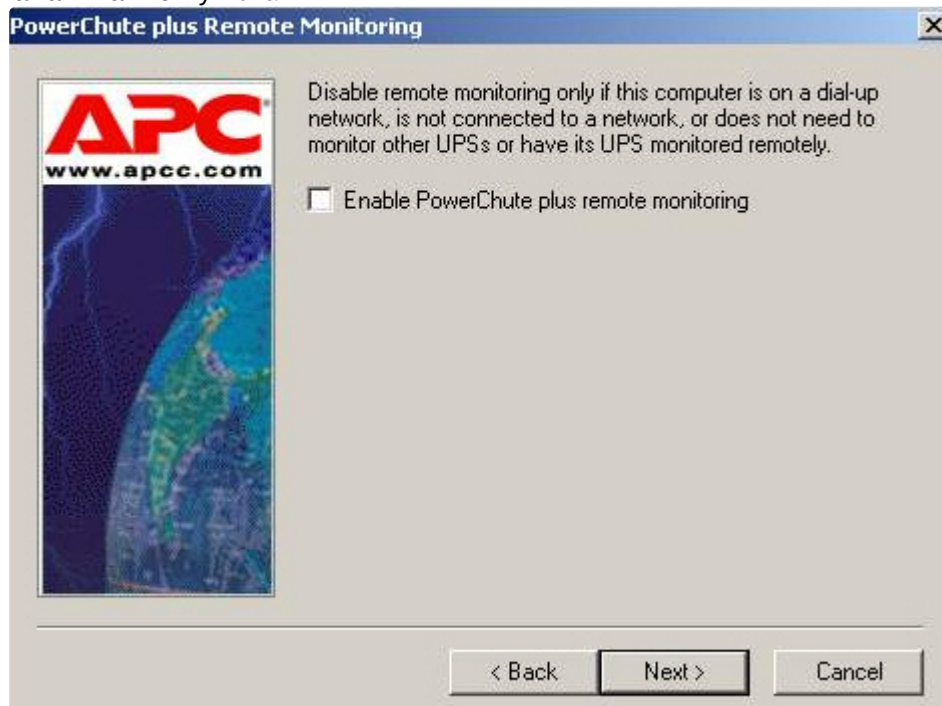 PowerChute plus Remote Monitoring
APC
www.apcc.com
Disable remote monitoring only if this computer is on a dial-up
network, is not connected to a network, or does not need to
monitor other UPSs or have its UPS monitored remotely.
Enable PowerChute plus remote monitoring
< Back
Next >
Cancel